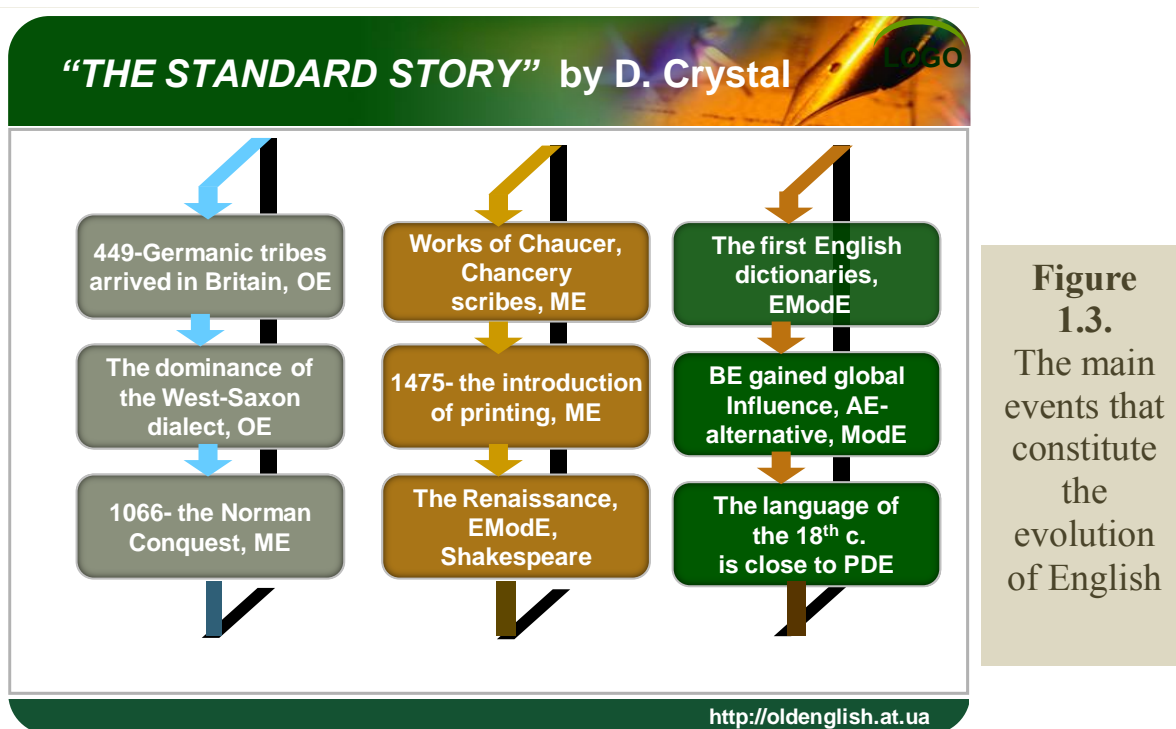 "THE STANDARD STORY" by D. Crystal
LOGO
449-Germanic tribes
arrived in Britain, OE
The dominance of
the West-Saxon
dialect, OE
1066- the Norman
Conquest, ME
Works of Chaucer,
Chancery
scribes, ME
1475- the introduction
of printing, ME
The Renaissance,
EModE,
Shakespeare
The first English
dictionaries,
EModE
BE gained global
Influence, AE-
alternative, ModE
The language of
the 18th c.
is close to PDE
http://oldenglish.at.ua
Figure
1.3.
The main
events that
constitute
the
evolution
of English